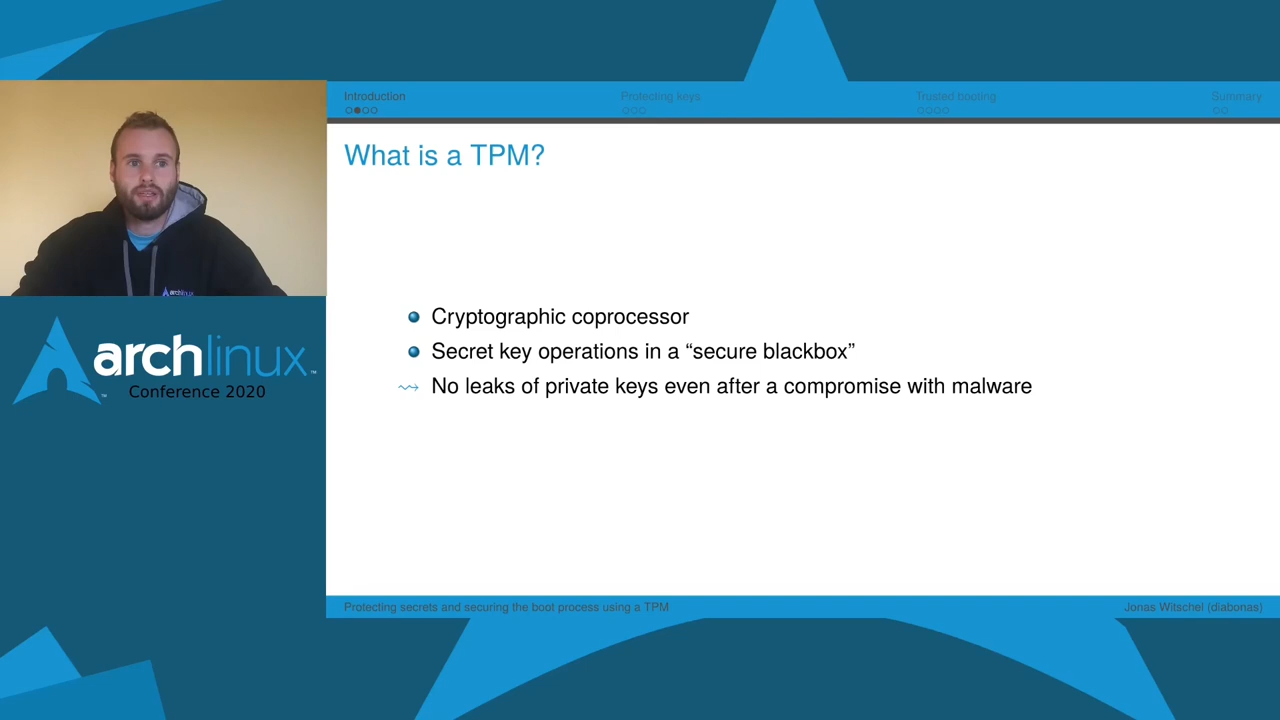 Introduction
Protecting keys
Trusted booting
Summary
What is a TPM?
Cryptographic coprocessor
Secret key operations in a “secure blackbox”
No leaks of private keys even after a compromise with malware
archlinux
archlinux™
Conference 2020
Protecting secrets and securing the boot process using a TPM
Jonas Witschel (diabonas)